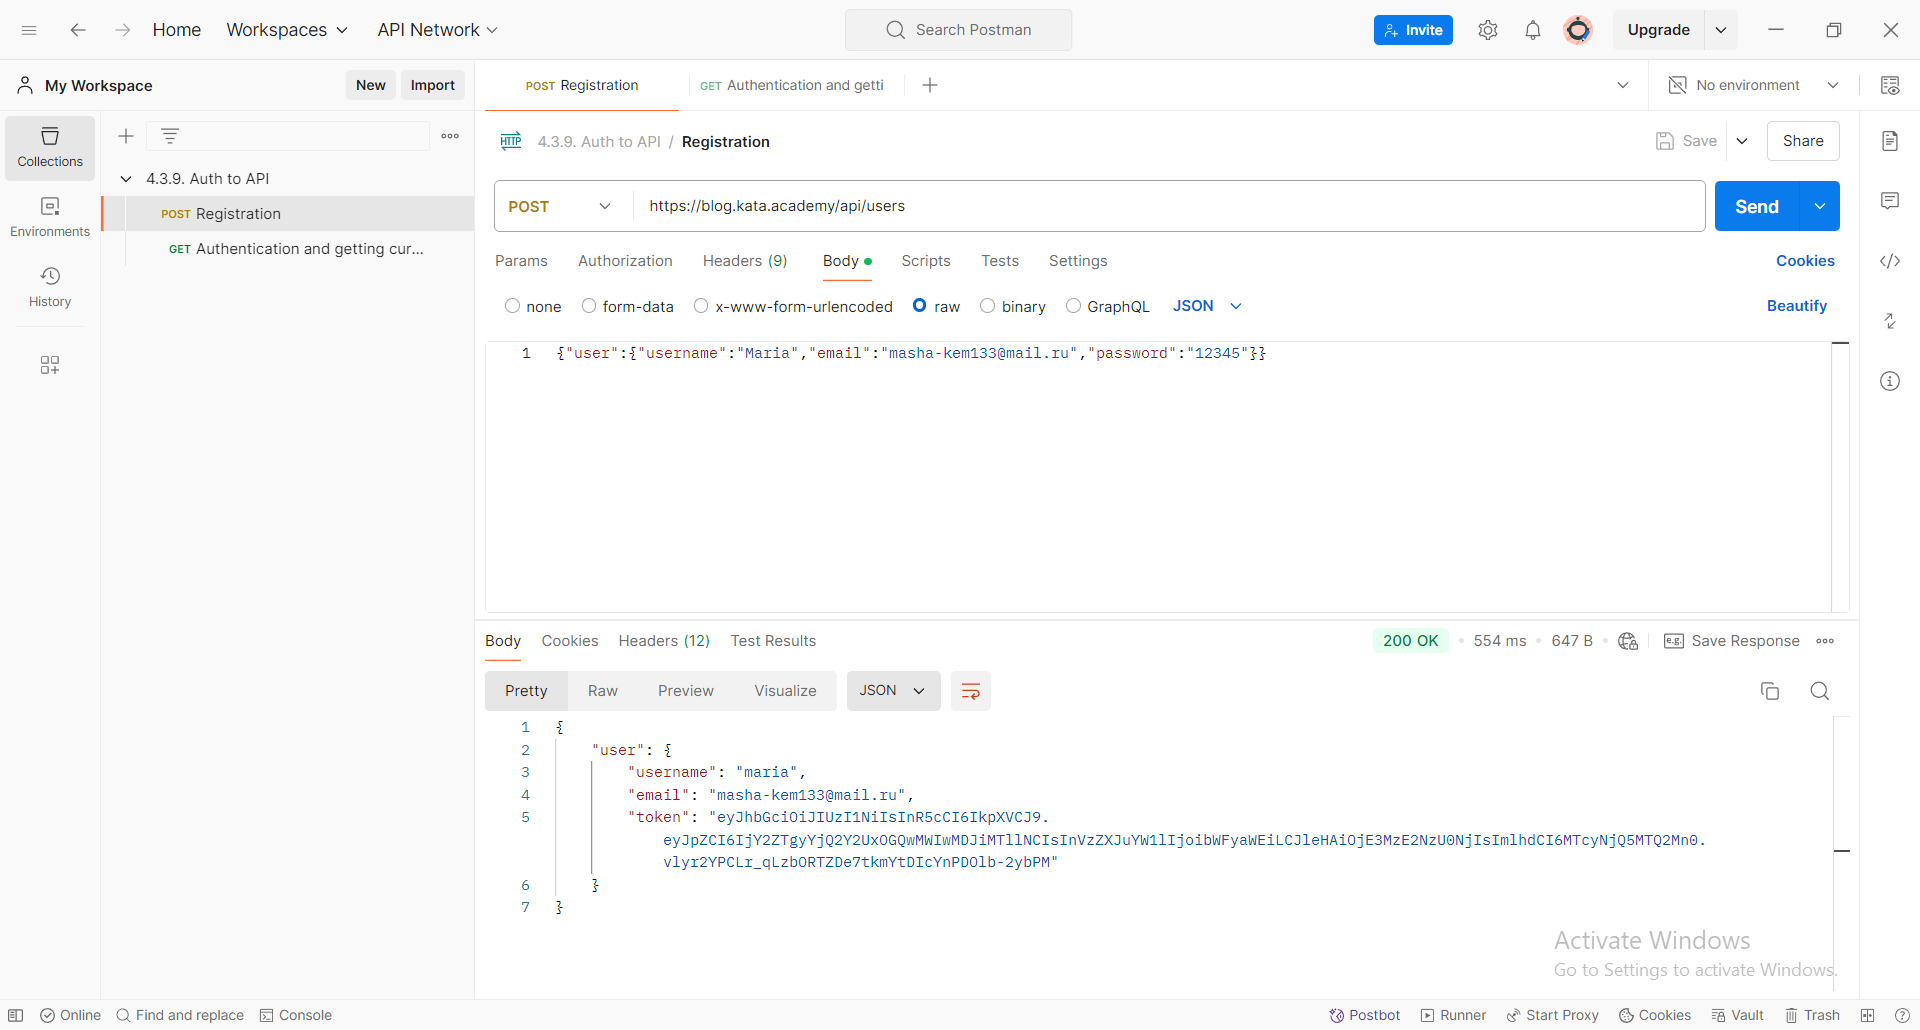 Home Workspaces API Network Search Postman Invite Upgrade
My Workspace New Import POST Registration GET Authentication and getti No environment
Collections
Environments
History
4.3.9. Auth to API
POST Registration
GET Authentication and getting cur...
HTTP 4.3.9. Auth to API / Registration Save Share
POST https://blog.kata.academy/api/users Send
Params Authorization Headers (9) Body Scripts Tests Settings Cookies
none form-data x-www-form-urlencoded raw binary GraphQL JSON Beautify
1 {"user":{"username":"Maria","email":"masha-kem133@mail.ru","password":"12345"}}
Body Cookies Headers (12) Test Results 200 OK 554 ms 647 B e.g. Save Response
Pretty Raw Preview Visualize JSON
1 {
2 "user": {
3 "username": "maria",
4 "email": "masha-kem133@mail.ru",
5 "token": "eyJhbGciOiJIUzI1NiIsInR5cCI6IkpXVCJ9.
eyJpZCI6IjY2ZTgyYjQ2Y2UxOGQwMWIwMDJiMTllNCIsInVzZXJuYW1lIjoibWFyaWEiLCJleHAiOjE3MzE2NzU0NjIsImlhdCI6MTcyNjQ5MTQ2Mn0.
vlyr2YPCLr_qLzbORTZDe7tkmYtDIcYnPDOlb-2ybPM"
6 }
7 }
Activate Windows
Go to Settings to activate Windows.
Online Find and replace Console Postbot Runner Start Proxy Cookies Vault Trash